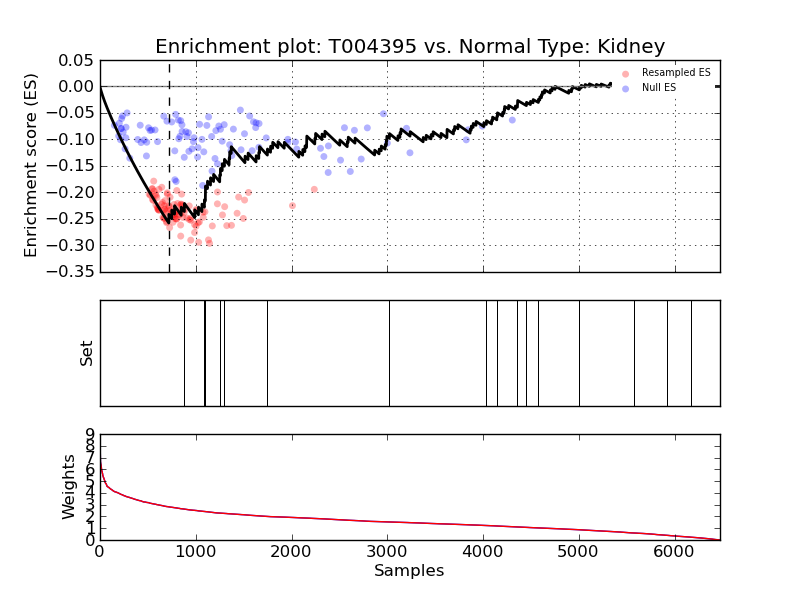 Enrichment plot: T004395 vs. Normal Type: Kidney
0.05
0.00
−0.05
−0.10
−0.15
−0.20
−0.25
−0.30
−0.35
Enrichment score (ES)
Resampled ES
Null ES
Set
9
8
7
6
5
4
3
2
1
0
Weights
0 1000 2000 3000 4000 5000 6000
Samples